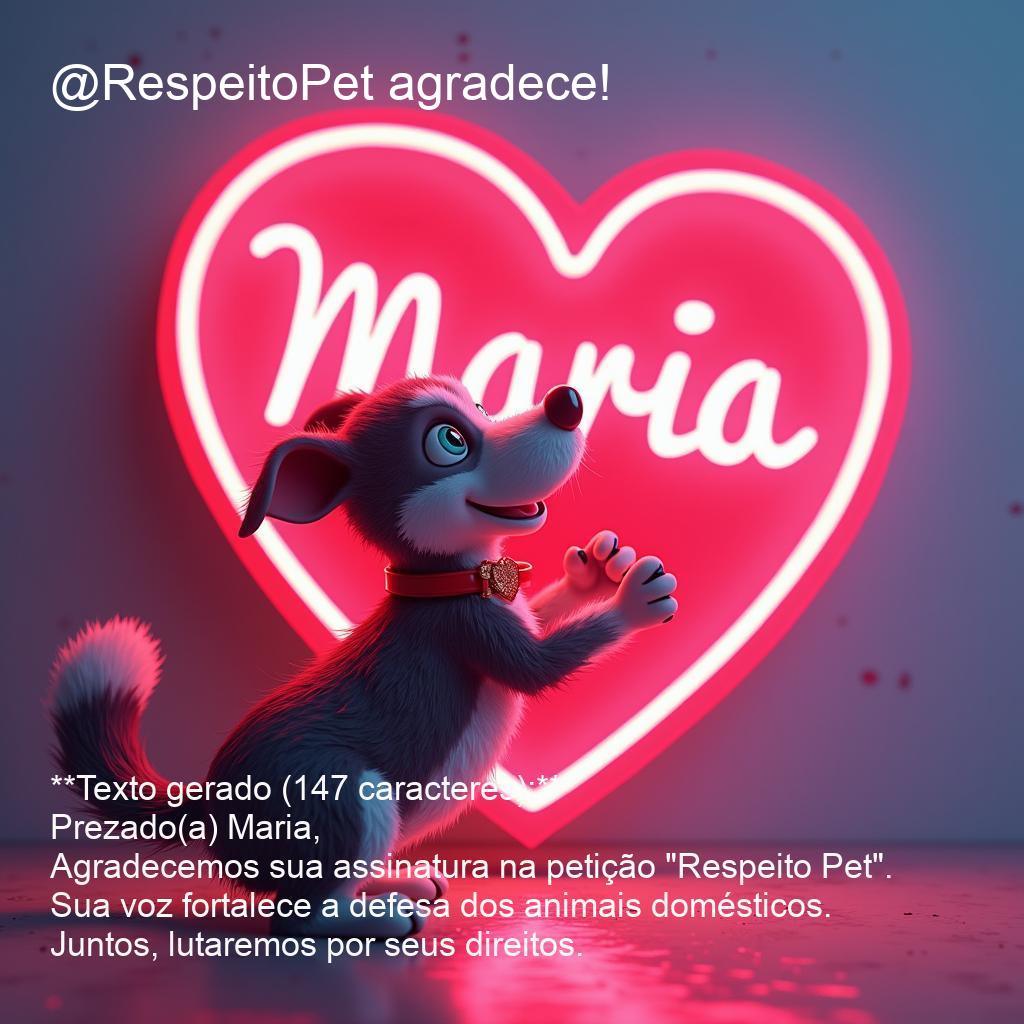 @RespeitoPet agradece!
Maria
**Texto gerado (147 caracteres):**
Prezado(a) Maria,
Agradecemos sua assinatura na petição "Respeito Pet".
Sua voz fortalece a defesa dos animais domésticos.
Juntos, lutaremos por seus direitos.